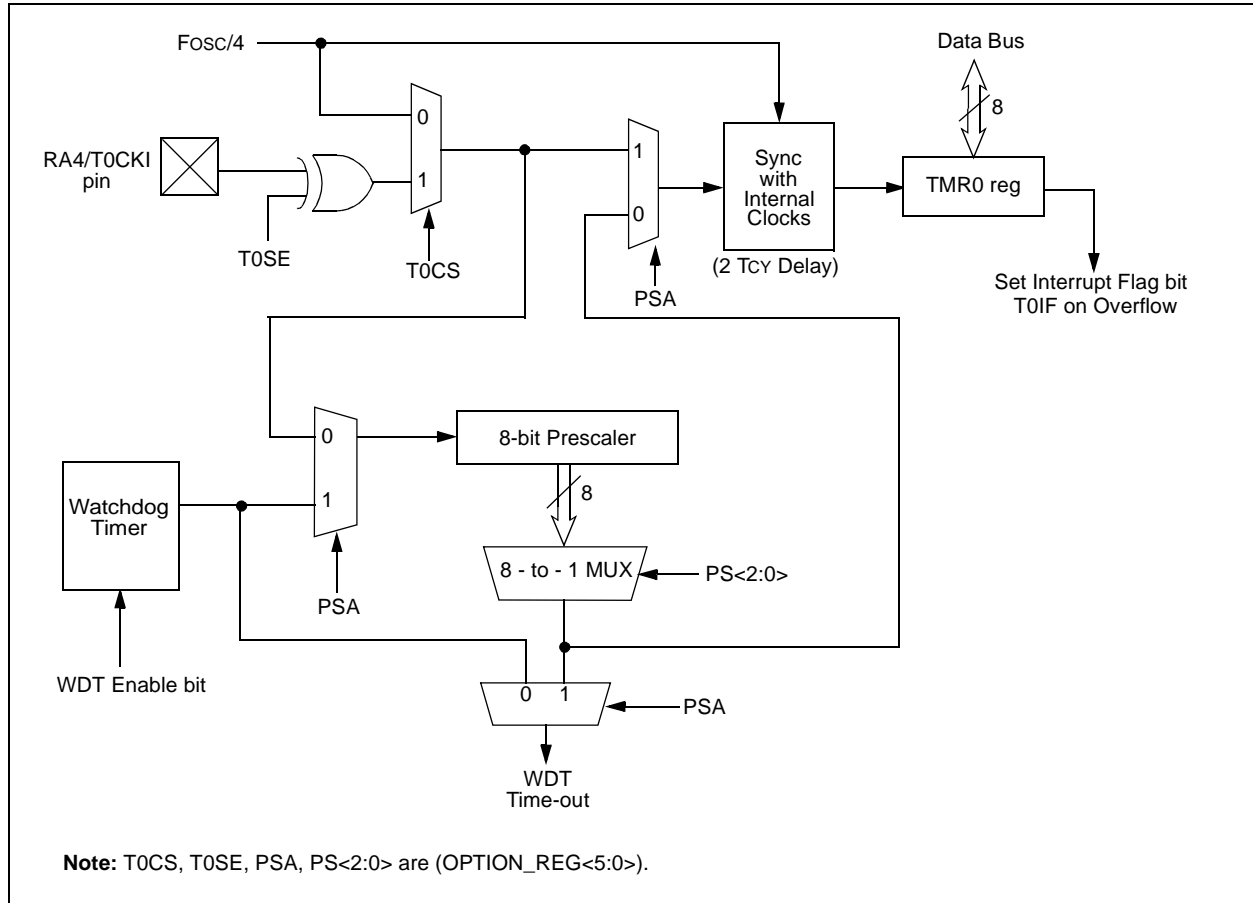 FOSC/4
Data Bus
8
0
1
RA4/T0CKI
pin
T0SE
T0CS
1
0
PSA
Sync
with
Internal
Clocks
(2 TCY Delay)
TMR0 reg
Set Interrupt Flag bit
T0IF on Overflow
Watchdog
Timer
WDT Enable bit
0
1
PSA
8-bit Prescaler
8
8 - to - 1 MUX
PS<2:0>
0 1
PSA
WDT
Time-out
Note: T0CS, T0SE, PSA, PS<2:0> are (OPTION_REG<5:0>).